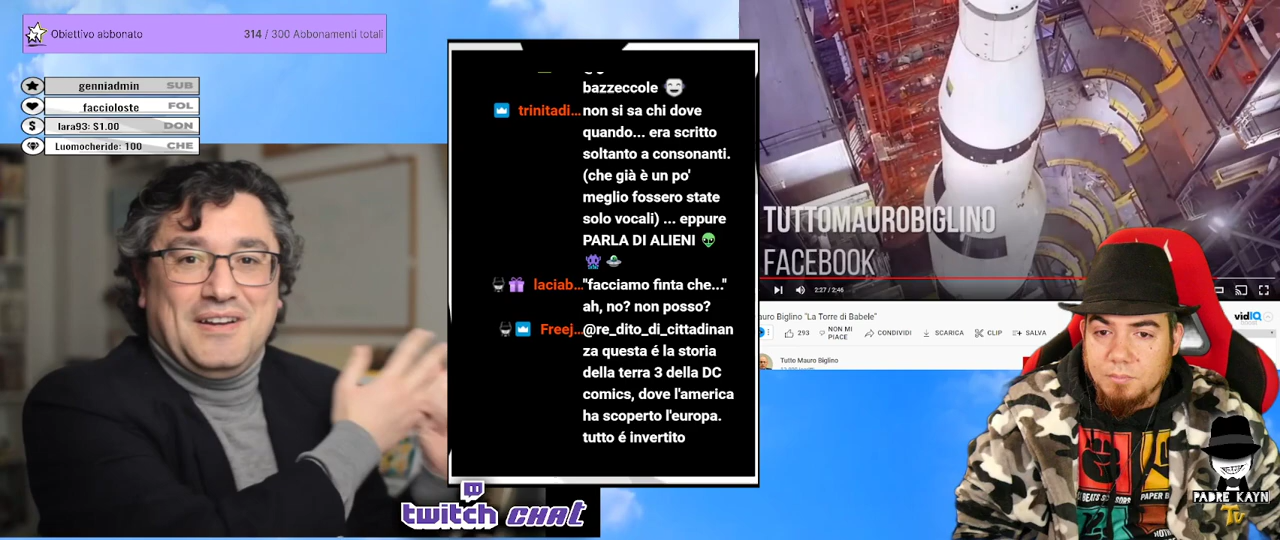 Obiettivo abbonato
314 / 300 Abbonamenti totali
genniadmin SUB
faccioloste FOL
lara93: $1.00 DON
Luomocheride: 100 CHE
bazzeccole
trinitadi... non si sa chi dove
quando... era scritto
soltanto a consonanti.
(che già è un po'
meglio fossero state
solo vocali) ... eppure
PARLA DI ALIENI
laciab... "facciamo finta che..."
ah, no? non posso?
Freej... @re_dito_di_cittadinan
za questa é la storia
della terra 3 della DC
comics, dove l'america
ha scoperto l'europa.
tutto é invertito
twitch CHAT
TUTTOMAUROBIGLINO
FACEBOOK
2:27 / 2:46
auro Biglino "La Torre di Babele"
vidIQ
293
NON MI
PIACE
CONDIVIDI
SCARICA
CLIP
SALVA
Tutto Mauro Biglino
PAPER
PADRE KAYN
TV